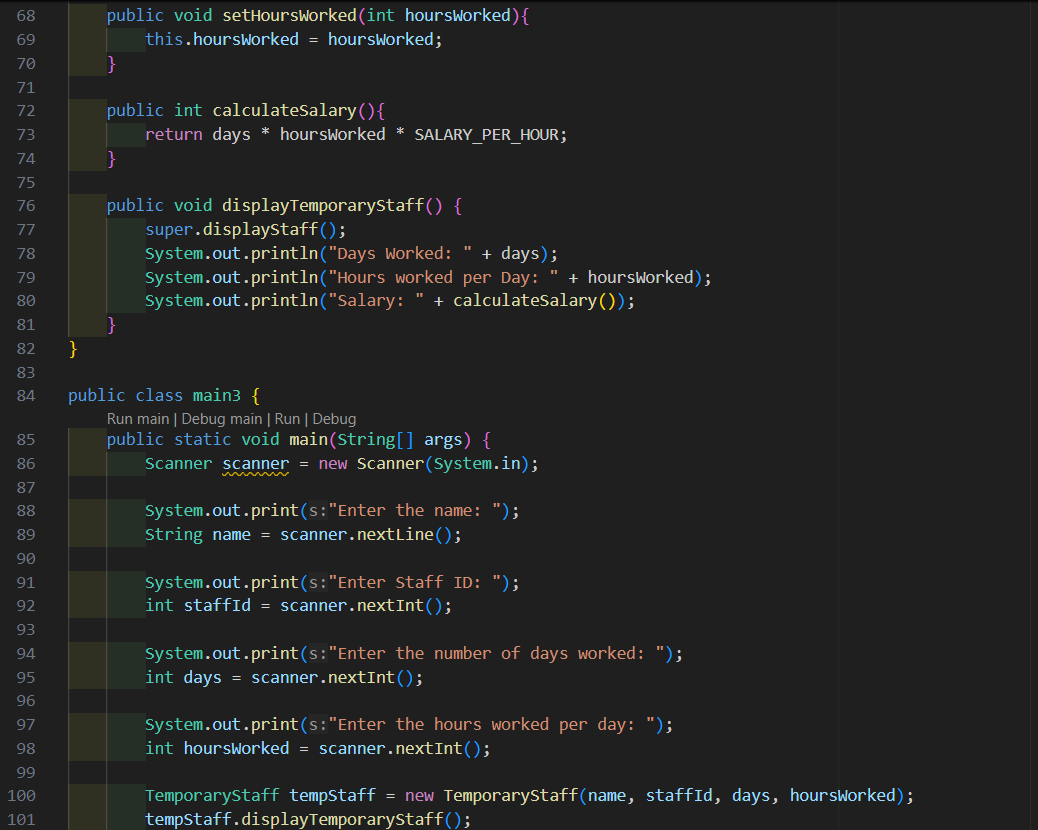 68 public void setHoursWorked(int hoursWorked){
69 this.hoursWorked = hoursWorked;
70 }
71
72 public int calculateSalary(){
73 return days * hoursWorked * SALARY_PER_HOUR;
74 }
75
76 public void displayTemporaryStaff() {
77 super.displayStaff();
78 System.out.println("Days Worked: " + days);
79 System.out.println("Hours worked per Day: " + hoursWorked);
80 System.out.println("Salary: " + calculateSalary());
81 }
82 }
83
84 public class main3 {
Run main | Debug main | Run | Debug
85 public static void main(String[] args) {
86 Scanner scanner = new Scanner(System.in);
87
88 System.out.print(s:"Enter the name: ");
89 String name = scanner.nextLine();
90
91 System.out.print(s:"Enter Staff ID: ");
92 int staffId = scanner.nextInt();
93
94 System.out.print(s:"Enter the number of days worked: ");
95 int days = scanner.nextInt();
96
97 System.out.print(s:"Enter the hours worked per day: ");
98 int hoursWorked = scanner.nextInt();
99
100 TemporaryStaff tempStaff = new TemporaryStaff(name, staffId, days, hoursWorked);
101 tempStaff.displayTemporaryStaff();